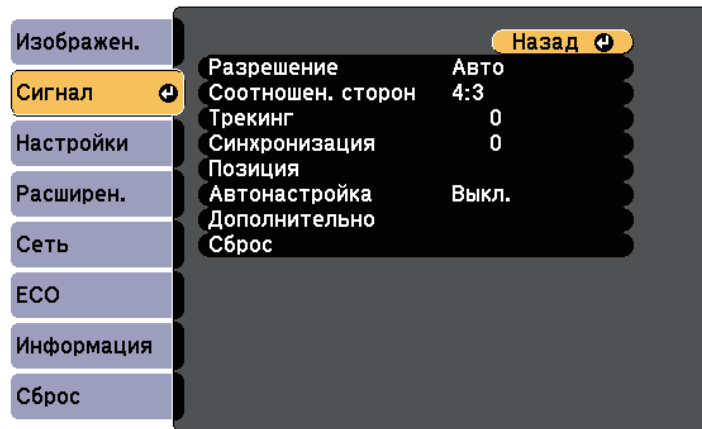 Изображен.
Сигнал
Настройки
Расширен.
Сеть
ECO
Информация
Сброс
Назад
Разрешение Авто
Соотношен. сторон 4:3
Трекинг 0
Синхронизация 0
Позиция
Автонастройка Выкл.
Дополнительно
Сброс